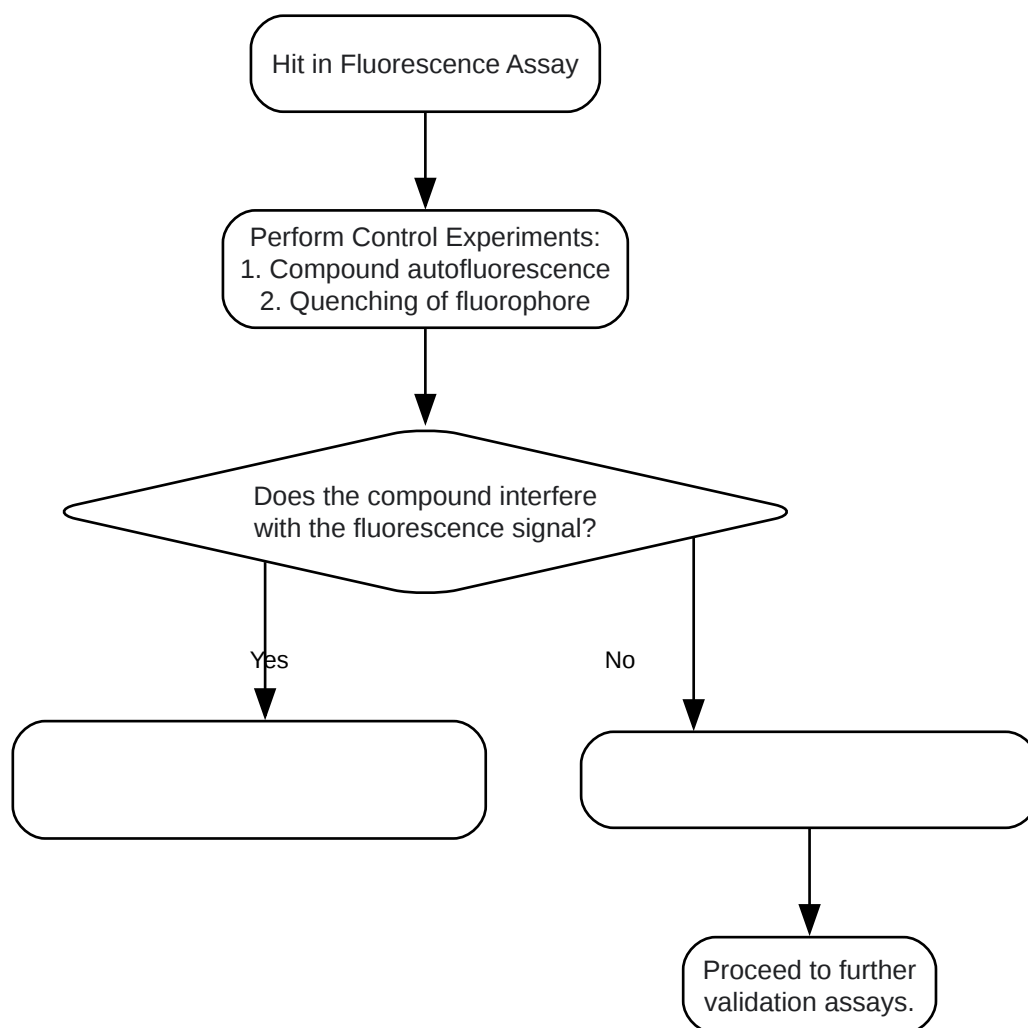 Hit in Fluorescence Assay
Perform Control Experiments:
1. Compound autofluorescence
2. Quenching of fluorophore
Does the compound interfere
with the fluorescence signal?
Yes
No
Proceed to further
validation assays.